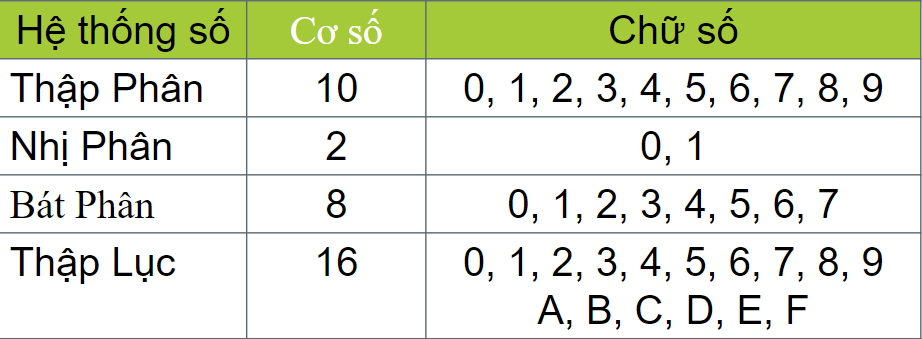 Hệ thống số Cơ số Chữ số
Thập Phân 10 0, 1, 2, 3, 4, 5, 6, 7, 8, 9
Nhị Phân 2 0, 1
Bát Phân 8 0, 1, 2, 3, 4, 5, 6, 7
Thập Lục 16 0, 1, 2, 3, 4, 5, 6, 7, 8, 9
A, B, C, D, E, F